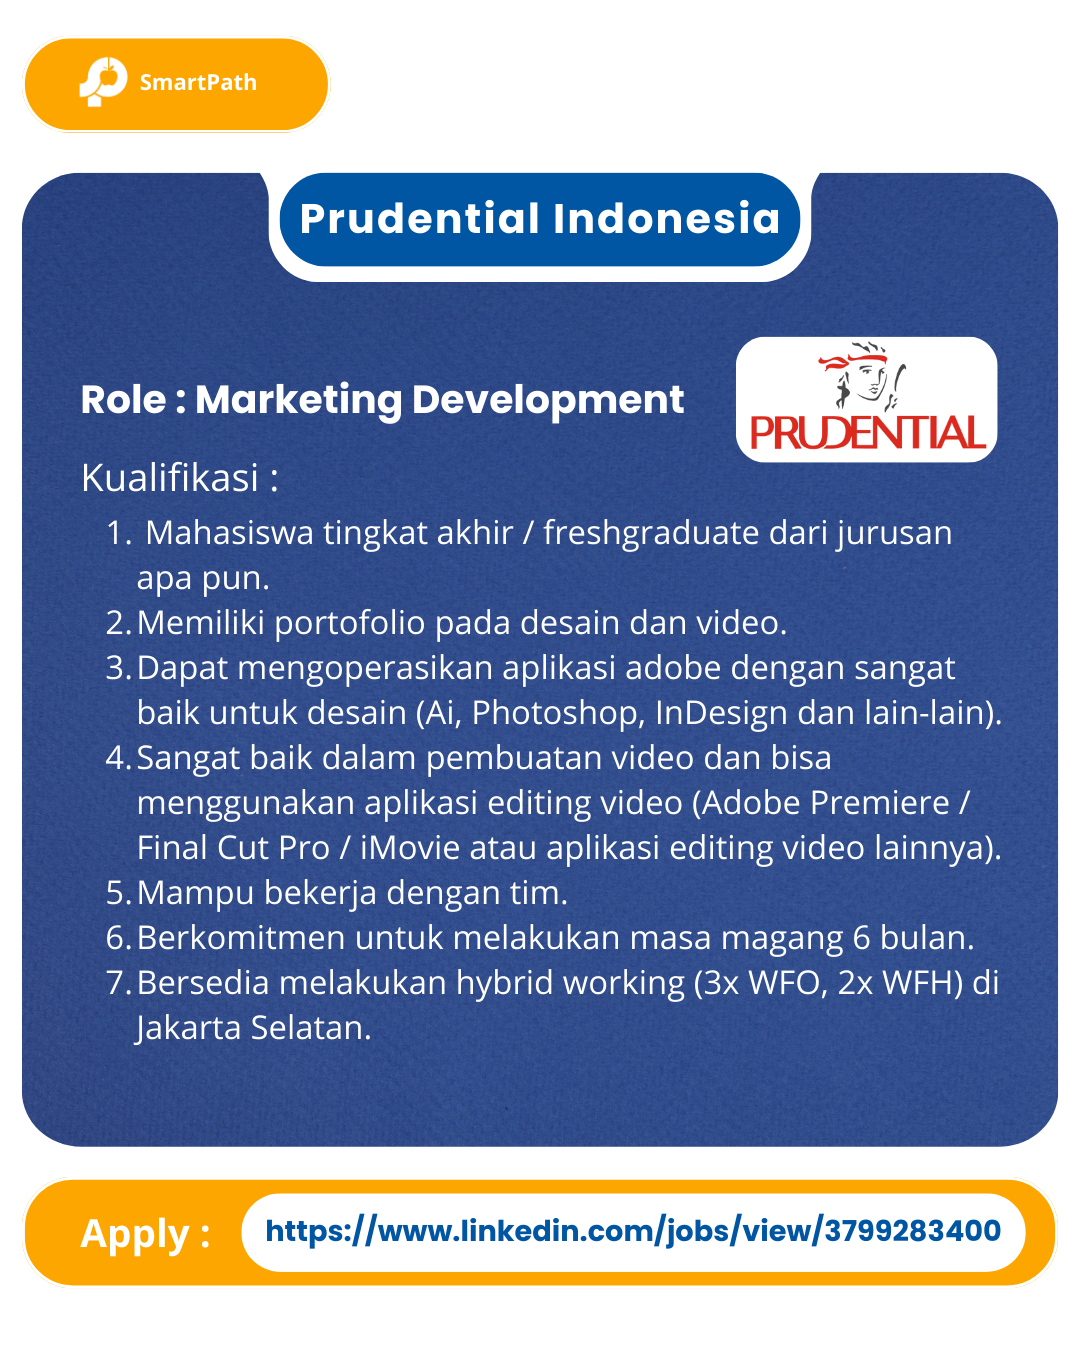 SmartPath
Prudential Indonesia
PRUDENTIAL
Role : Marketing Development
Kualifikasi :
1. Mahasiswa tingkat akhir / freshgraduate dari jurusan
apa pun.
2. Memiliki portofolio pada desain dan video.
3. Dapat mengoperasikan aplikasi adobe dengan sangat
baik untuk desain (Ai, Photoshop, InDesign dan lain-lain).
4. Sangat baik dalam pembuatan video dan bisa
menggunakan aplikasi editing video (Adobe Premiere /
Final Cut Pro / iMovie atau aplikasi editing video lainnya).
5. Mampu bekerja dengan tim.
6. Berkomitmen untuk melakukan masa magang 6 bulan.
7. Bersedia melakukan hybrid working (3x WFO, 2x WFH) di
Jakarta Selatan.
Apply : https://www.linkedin.com/jobs/view/3799283400